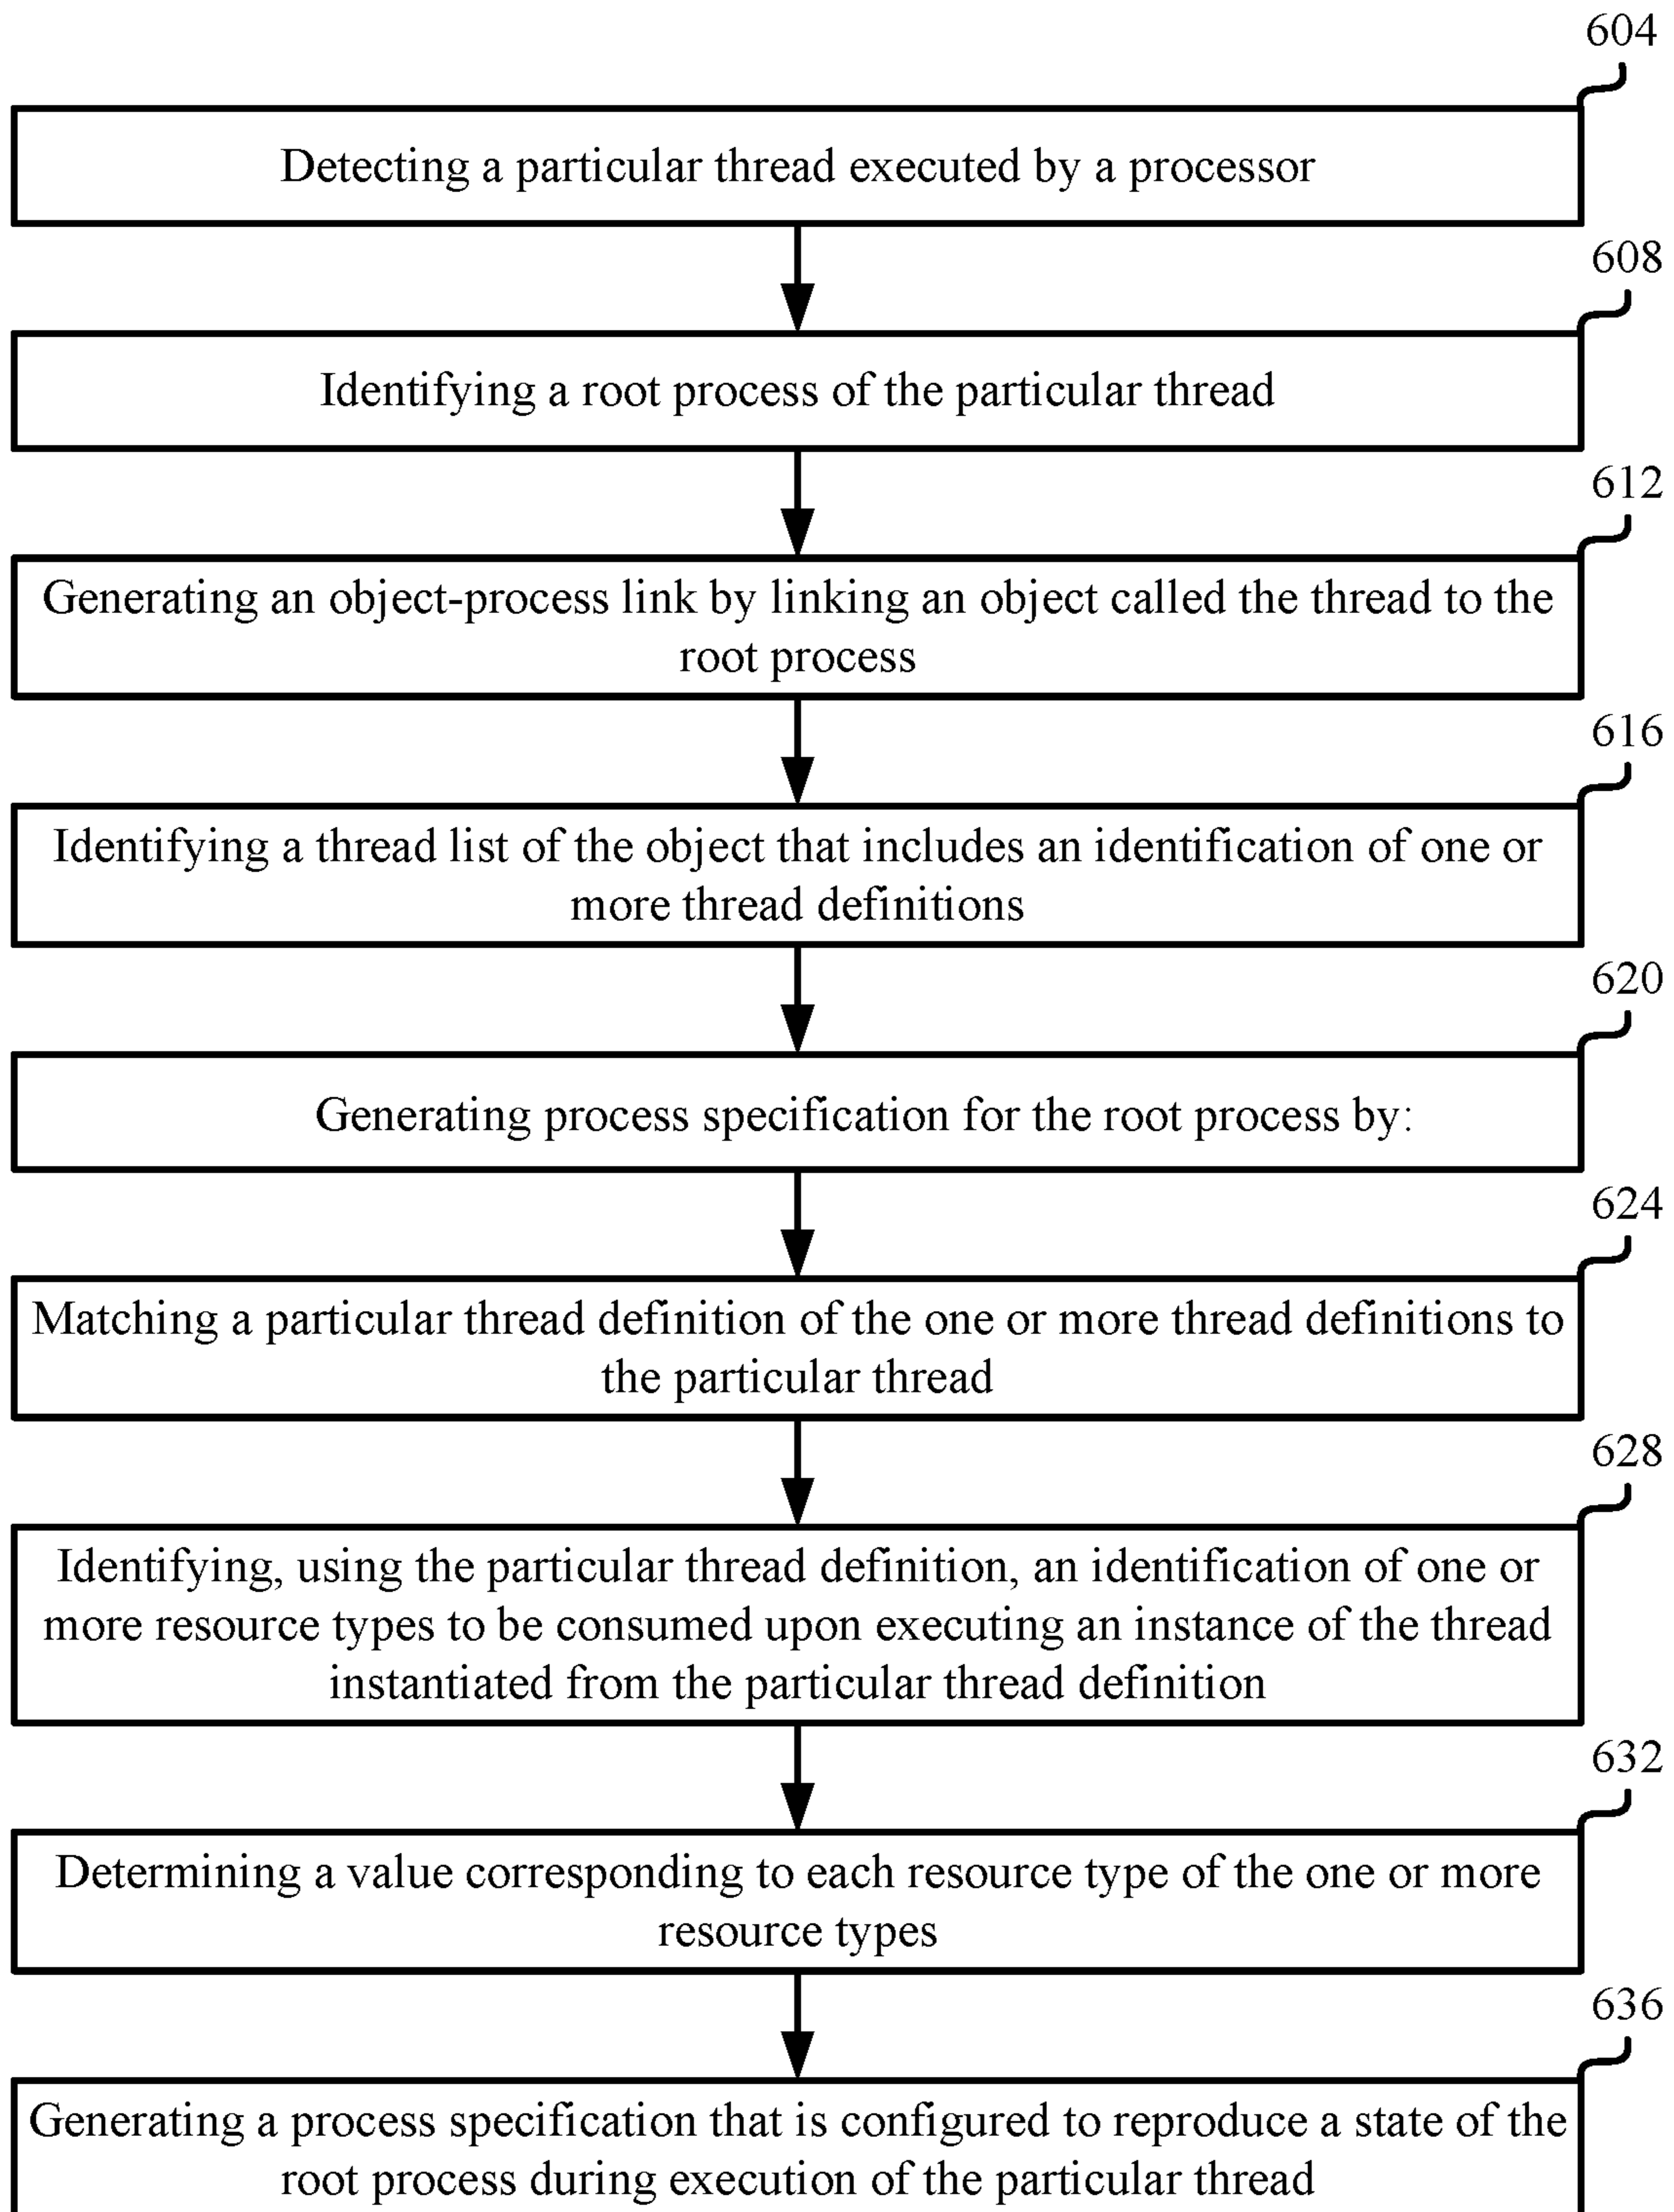 604
Detecting a particular thread executed by a processor
608
Identifying a root process of the particular thread
612
Generating an object-process link by linking an object called the thread to the
root process
616
Identifying a thread list of the object that includes an identification of one or
more thread definitions
620
Generating process specification for the root process by:
624
Matching a particular thread definition of the one or more thread definitions to
the particular thread
628
Identifying, using the particular thread definition, an identification of one or
more resource types to be consumed upon executing an instance of the thread
instantiated from the particular thread definition
632
Determining a value corresponding to each resource type of the one or more
resource types
636
Generating a process specification that is configured to reproduce a state of the
root process during execution of the particular thread